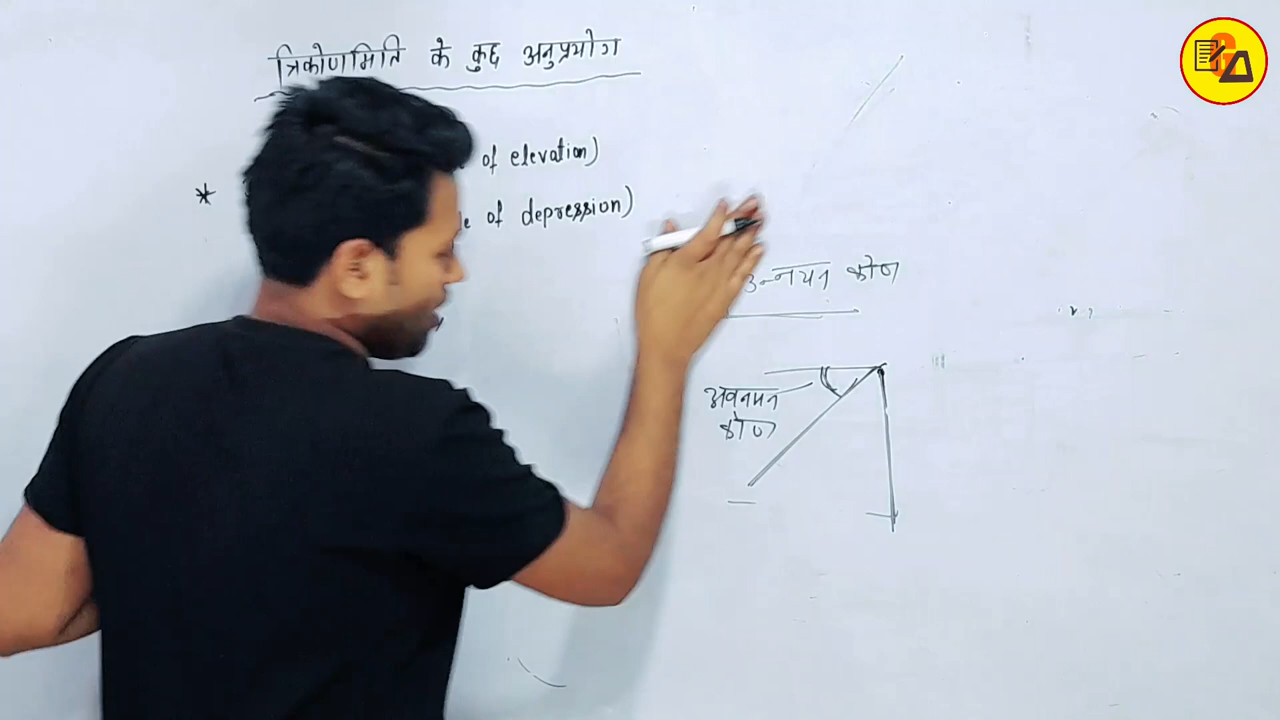 त्रिकोणमिति के कुछ अनुप्रयोग
of elevation)
* of depression)
उन्नयन कोण
अवनमन
कोण